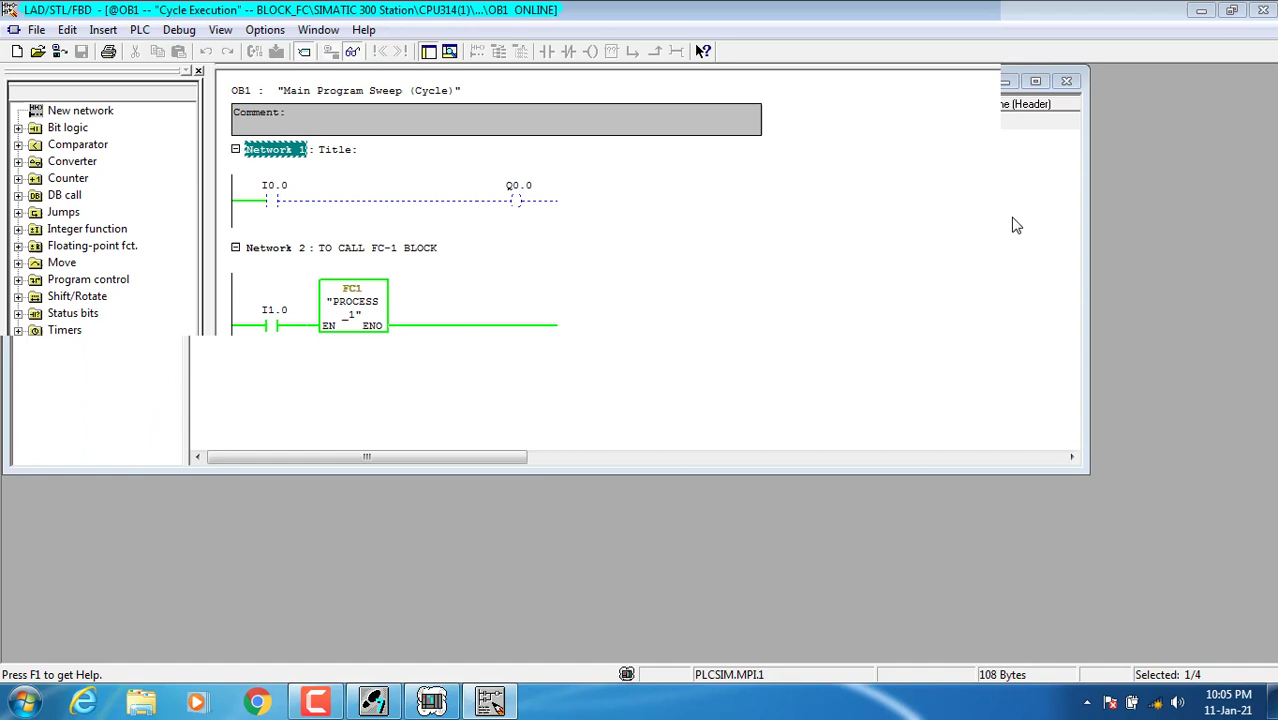 LAD/STL/FBD - [@OB1 -- "Cycle Execution" -- BLOCK_FC\SIMATIC 300 Station\CPU314(1)\...\OB1 ONLINE]
File Edit Insert PLC Debug View Options Window Help
New network
Bit logic
Comparator
Converter
Counter
DB call
Jumps
Integer function
Floating-point fct.
Move
Program control
Shift/Rotate
Status bits
Timers
OB1 : "Main Program Sweep (Cycle)"
Comment:
Network 1 : Title:
I0.0 Q0.0
Network 2 : TO CALL FC-1 BLOCK
FC1
"PROCESS
I1.0
_1"
EN ENO
(Header)
Press F1 to get Help.
PLCSIM.MPI.1
108 Bytes
Selected: 1/4
10:05 PM
11-Jan-21